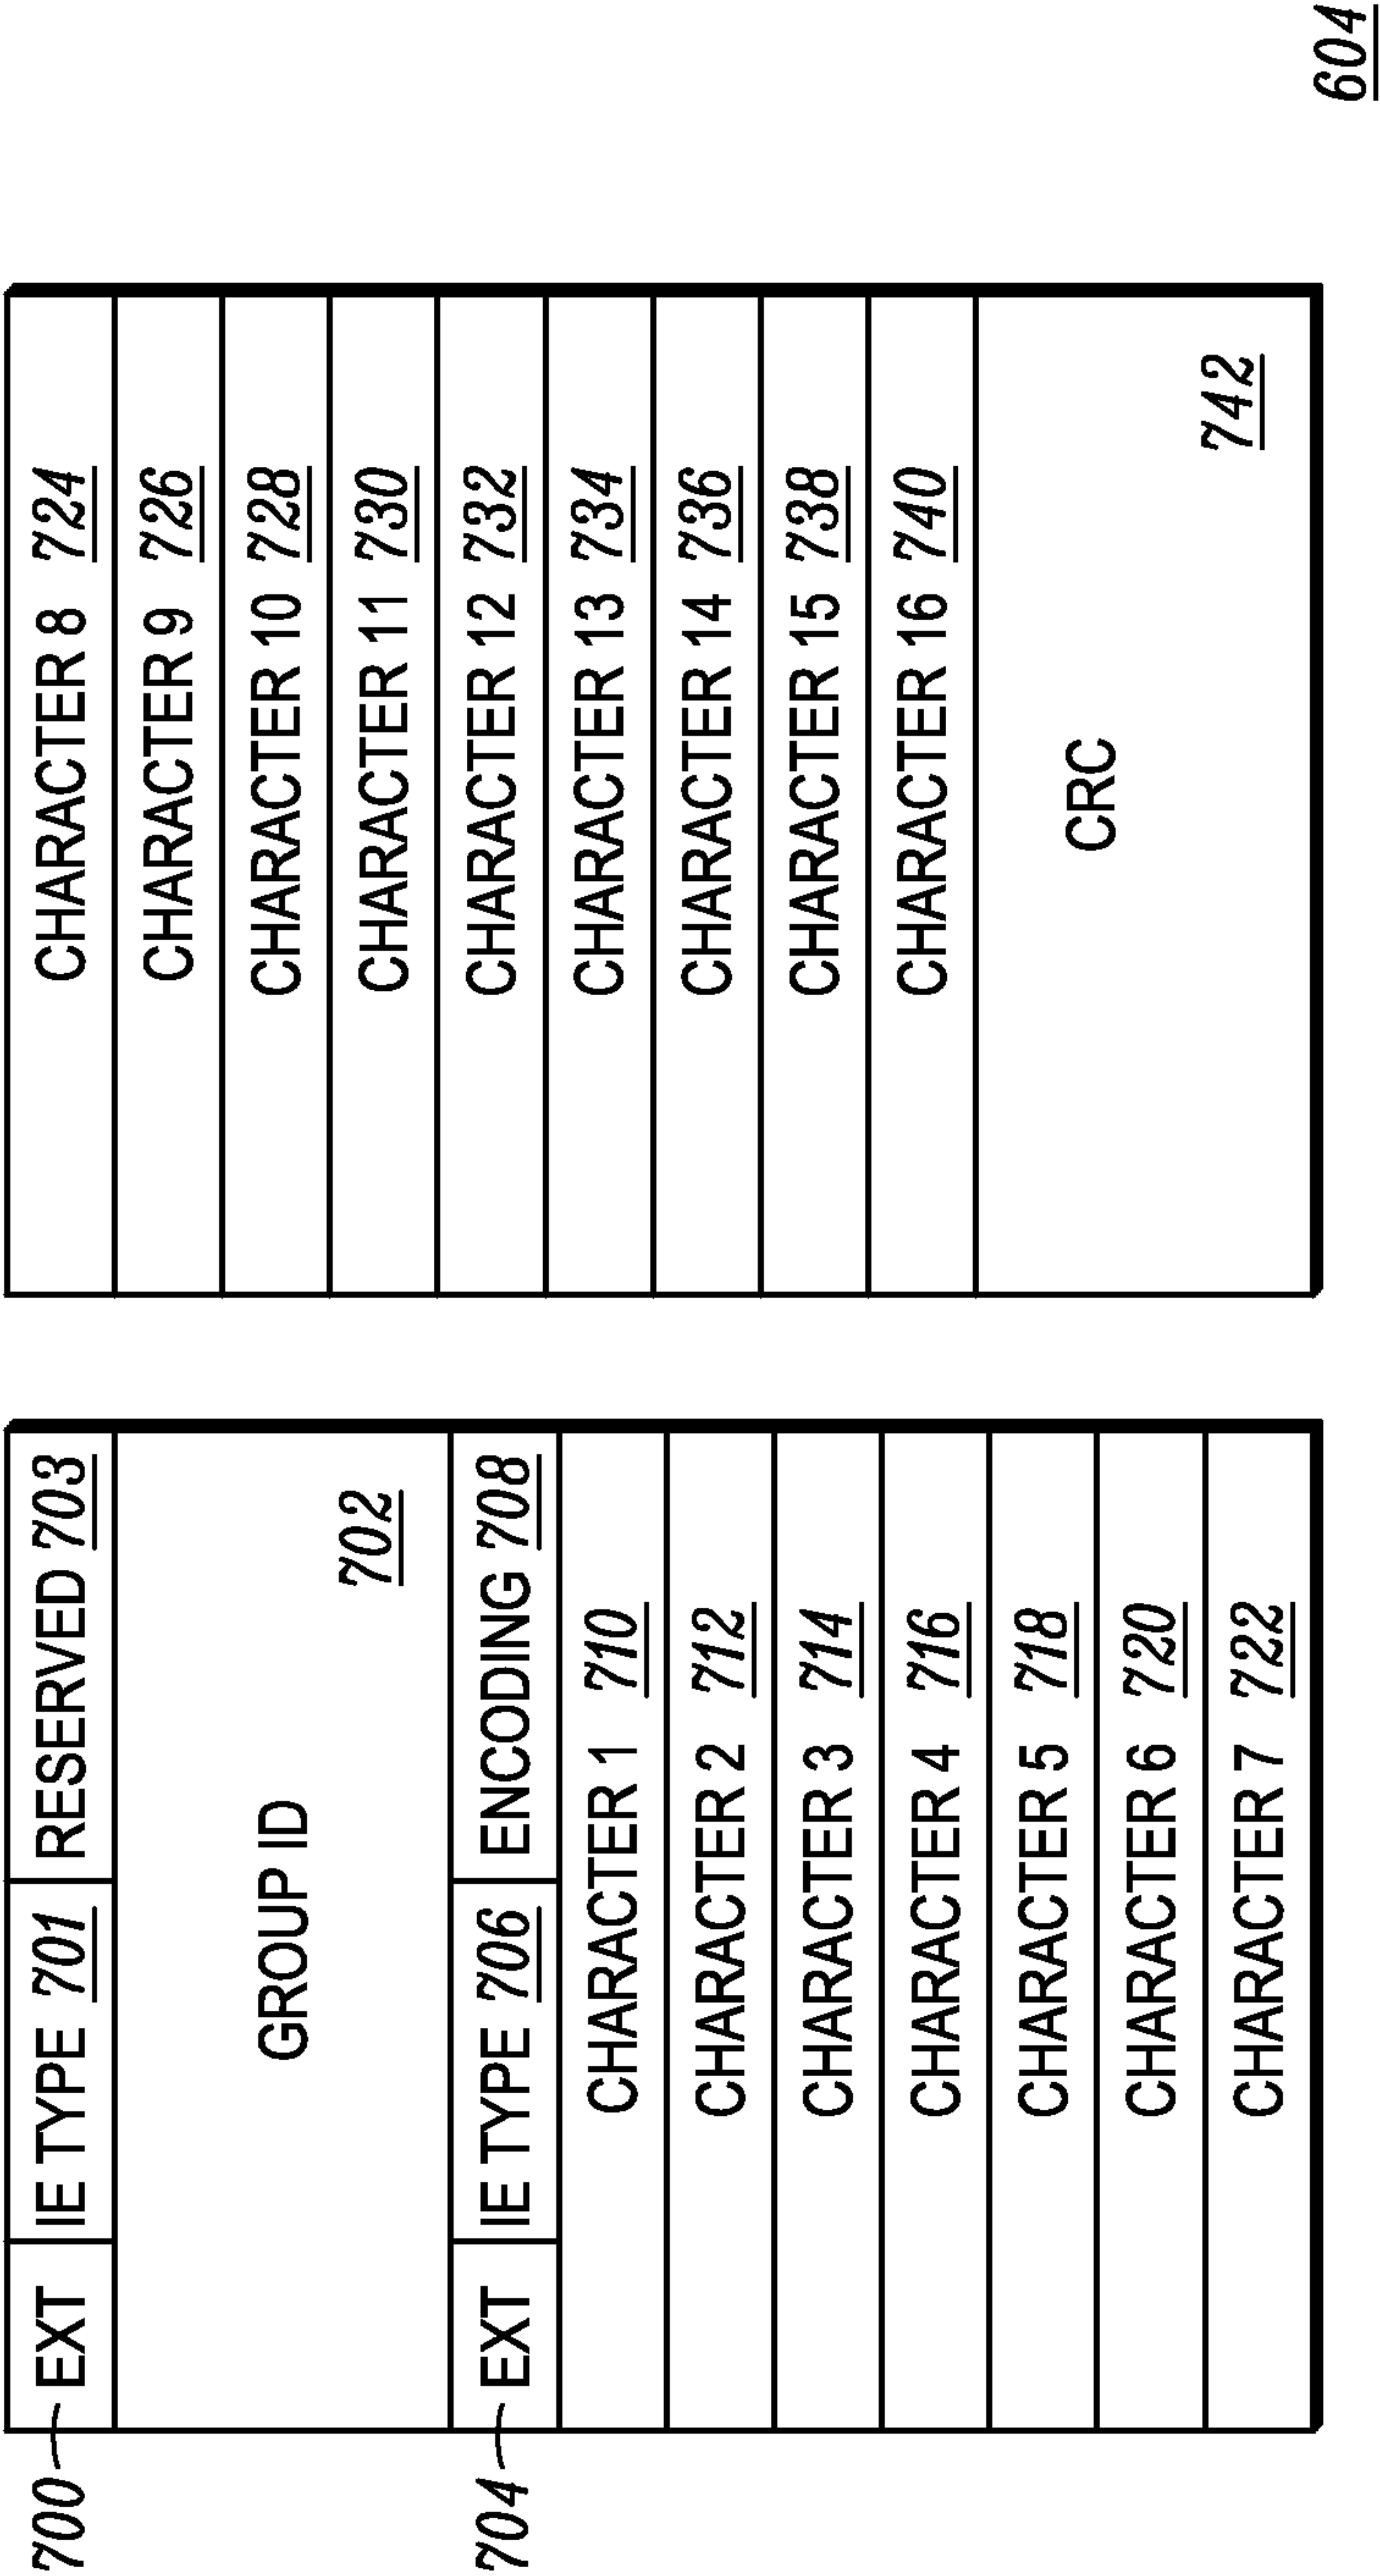 700 EXT IE TYPE 701 RESERVED 703
GROUP ID
702
704 EXT IE TYPE 706 ENCODING 708
CHARACTER 1 710
CHARACTER 2 712
CHARACTER 3 714
CHARACTER 4 716
CHARACTER 5 718
CHARACTER 6 720
CHARACTER 7 722
CHARACTER 8 724
CHARACTER 9 726
CHARACTER 10 728
CHARACTER 11 730
CHARACTER 12 732
CHARACTER 13 734
CHARACTER 14 736
CHARACTER 15 738
CHARACTER 16 740
CRC
742
604